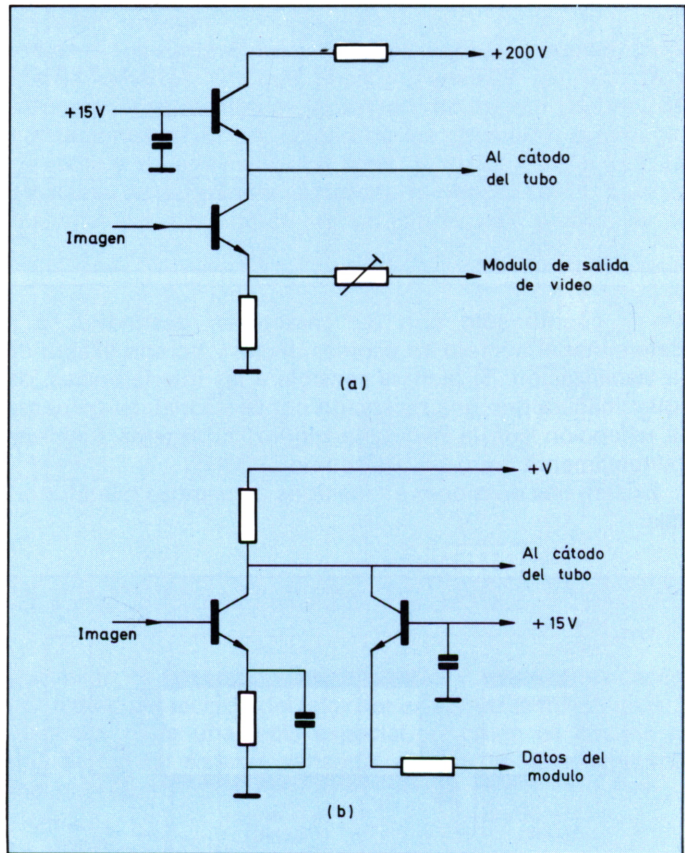 +200V
+15V
Al cátodo
del tubo
Imagen
Modulo de salida
de video
(a)
+V
Al cátodo
del tubo
Imagen
+15V
Datos del
modulo
(b)